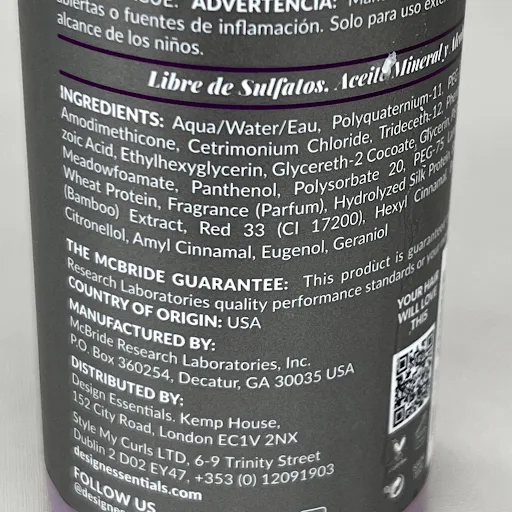 ADVERTENCIA:
abiertas o fuentes de inflamación. Solo para uso
alcance de los niños.
Libre de Sulfatos, Aceite Mineral y
INGREDIENTS: Aqua/Water/Eau, Polyquaternium-11,
Amodimethicone, Cetrimonium Chloride, Trideceth-12,
zoic Acid, Ethylhexyglycerin, Glycereth-2 Cocoate, Glycerin,
Meadowfoamate, Panthenol, Polysorbate 20, PEG-75
Wheat Protein, Fragrance (Parfum), Hydrolyzed Silk
(Bamboo) Extract, Red 33 (CI 17200), Hexyl
Citronellol, Amyl Cinnamal, Eugenol, Geraniol
THE MCBRIDE GUARANTEE: This product is
Research Laboratories quality performance standards or your
COUNTRY OF ORIGIN: USA
MANUFACTURED BY:
McBride Research Laboratories, Inc.
P.O. Box 360254, Decatur, GA 30035 USA
DISTRIBUTED BY:
Design Essentials. Kemp House,
152 City Road, London EC1V 2NX
Style My Curls LTD, 6-9 Trinity Street
Dublin 2 D02 EY47, +353 (0) 12091903
designessentials.com
FOLLOW US
YOUR HAIR
WILL LOVE
THIS